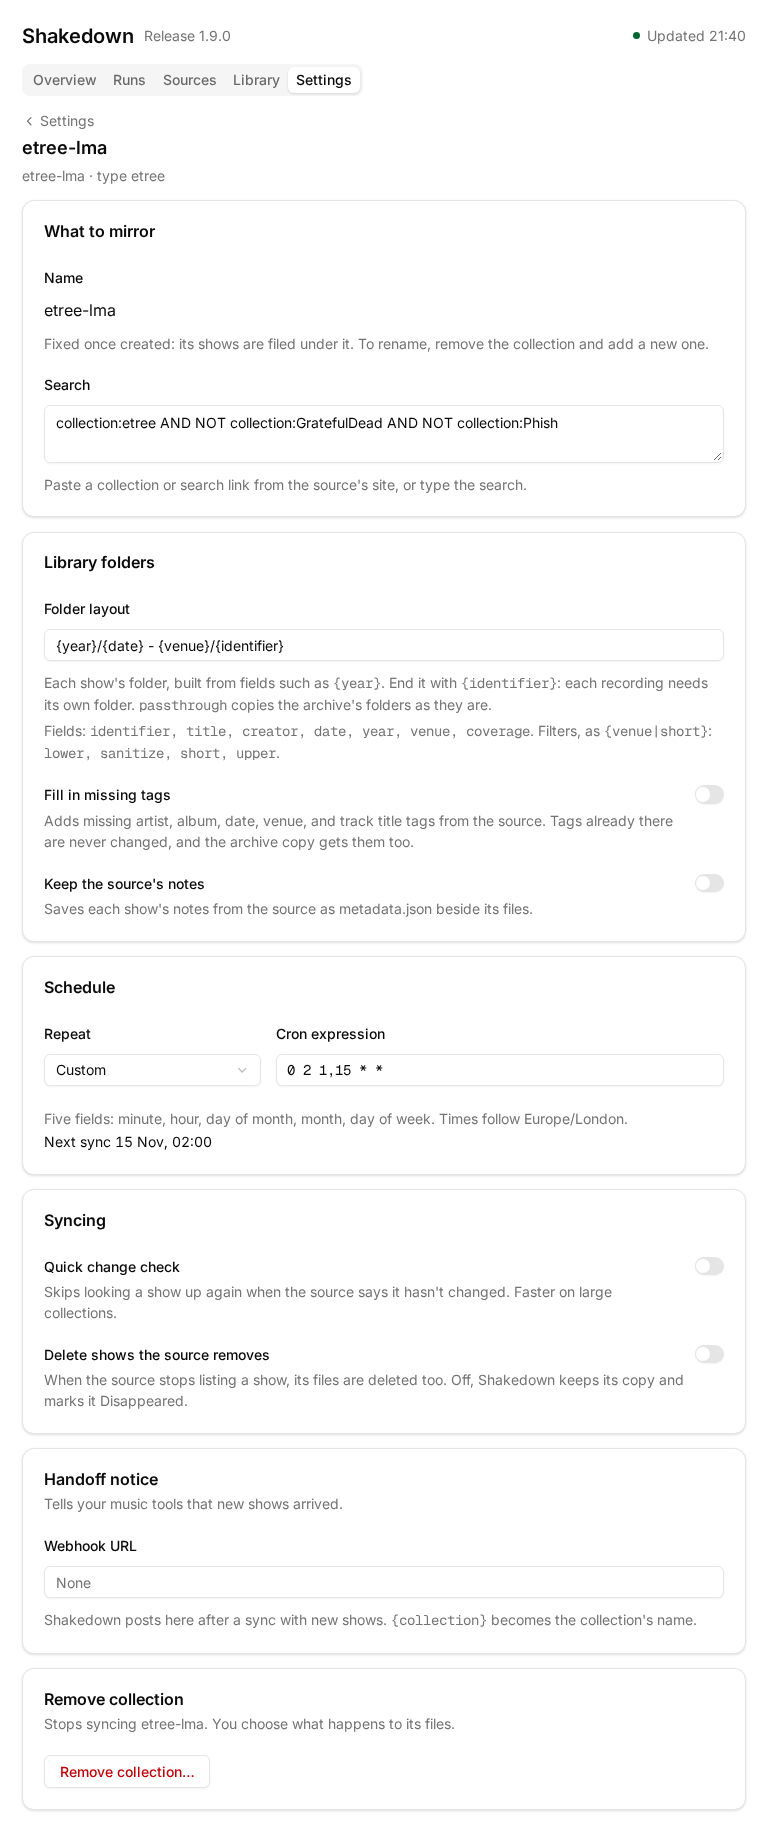 Shakedown Release 1.9.0
Updated 21:40
Overview Runs Sources Library Settings
Settings
etree-lma
etree-lma · type etree
What to mirror
Name
etree-lma
Fixed once created: its shows are filed under it. To rename, remove the collection and add a new one.
Search
collection:etree AND NOT collection:GratefulDead AND NOT collection:Phish
Paste a collection or search link from the source's site, or type the search.
Library folders
Folder layout
{year}/{date} - {venue}/{identifier}
Each show's folder, built from fields such as {year}. End it with {identifier}: each recording needs
its own folder. passthrough copies the archive's folders as they are.
Fields: identifier, title, creator, date, year, venue, coverage. Filters, as {venue|short}:
lower, sanitize, short, upper.
Fill in missing tags
Adds missing artist, album, date, venue, and track title tags from the source. Tags already there
are never changed, and the archive copy gets them too.
Keep the source's notes
Saves each show's notes from the source as metadata.json beside its files.
Schedule
Repeat
Cron expression
Custom
0 2 1,15 * *
Five fields: minute, hour, day of month, month, day of week. Times follow Europe/London.
Next sync 15 Nov, 02:00
Syncing
Quick change check
Skips looking a show up again when the source says it hasn't changed. Faster on large
collections.
Delete shows the source removes
When the source stops listing a show, its files are deleted too. Off, Shakedown keeps its copy and
marks it Disappeared.
Handoff notice
Tells your music tools that new shows arrived.
Webhook URL
None
Shakedown posts here after a sync with new shows. {collection} becomes the collection's name.
Remove collection
Stops syncing etree-lma. You choose what happens to its files.
Remove collection...